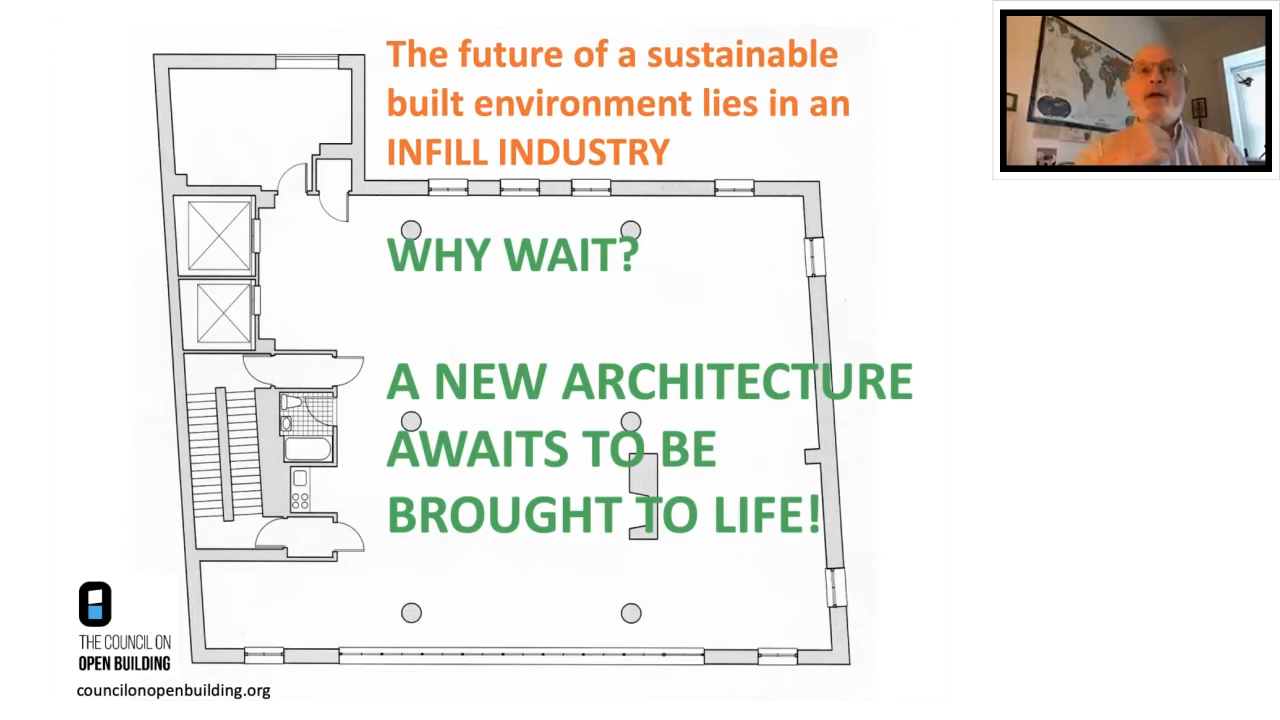 The future of a sustainable
built environment lies in an
INFILL INDUSTRY
WHY WAIT?
A NEW ARCHITECTURE
AWAITS TO BE
BROUGHT TO LIFE!
THE COUNCIL ON
OPEN BUILDING
councilonopenbuilding.org